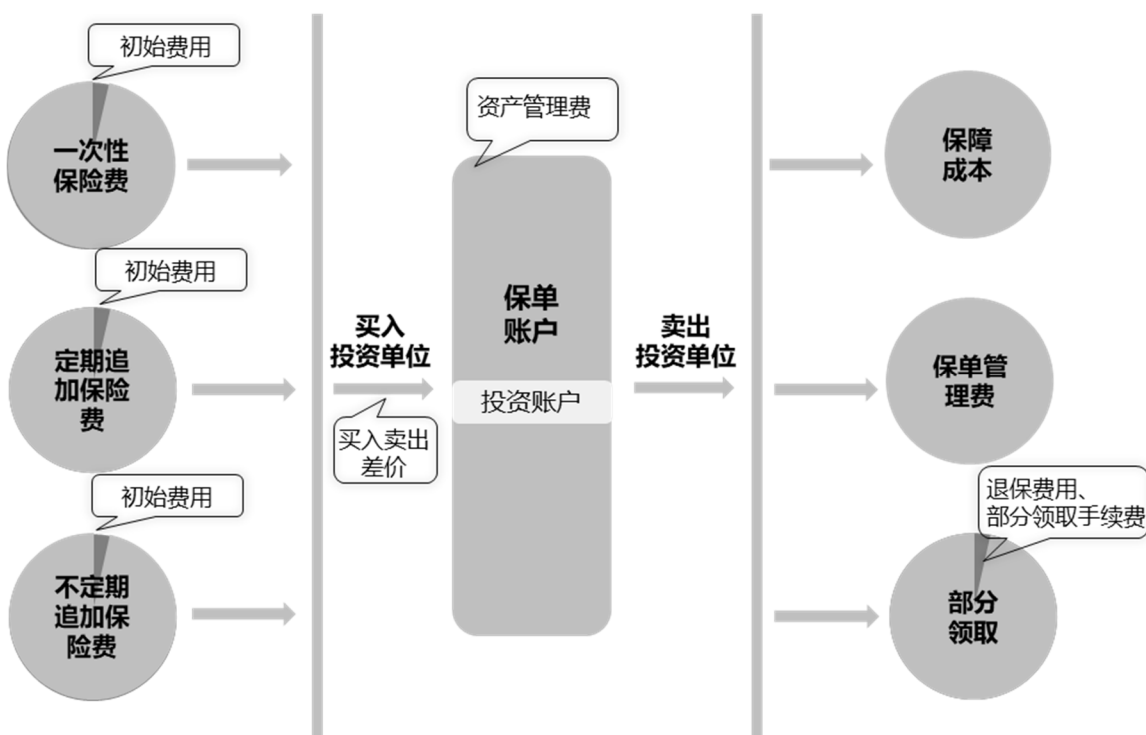 初始费用
一次性
保险费
初始费用
定期追
加保险
费
初始费用
不定期
追加保
险费
买入
投资单位
买入卖出
差价
资产管理费
保单
账户
投资账户
卖出
投资单位
保障
成本
保单管
理费
退保费用、
部分领取手续费
部分
领取